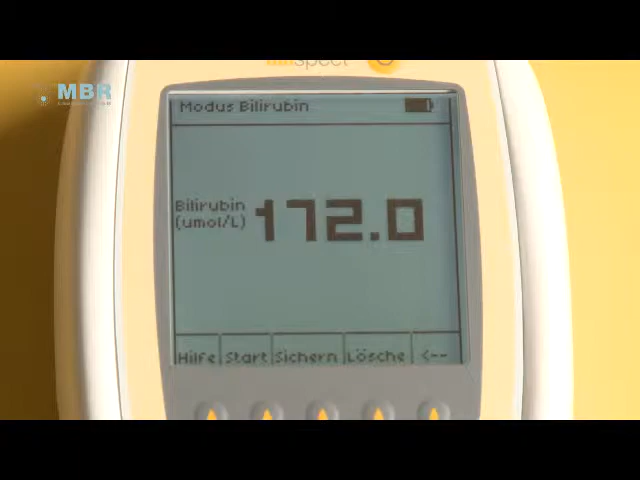 spect
MBR
Modus Bilirubin
Bilirubin
(umol/L)
172.0
Hilfe Start Sichern Lösche <--